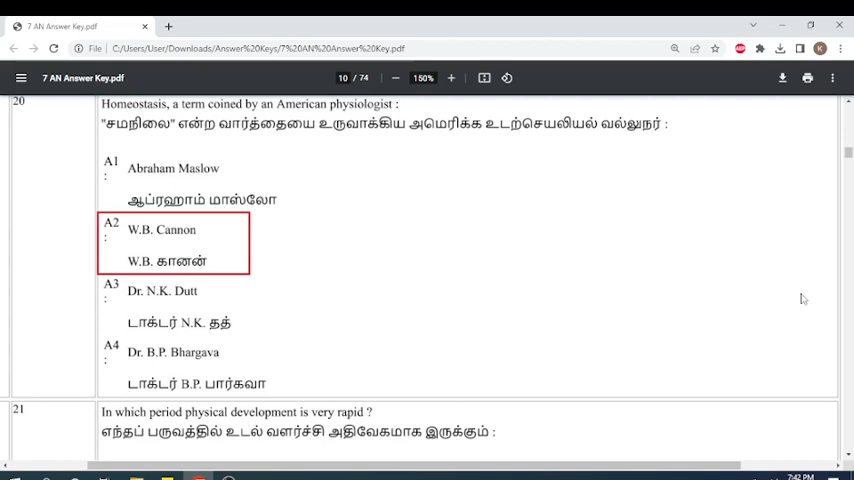 7 AN Answer Key.pdf
File
C:/Users/User/Downloads/Answer%20Keys/7%20AN%20Answer%20Key.pdf
ABP
K
7 AN Answer Key.pdf
10 / 74
150%
20
Homeostasis, a term coined by an American physiologist :
"சமநிலை" என்ற வார்த்தையை உருவாக்கிய அமெரிக்க உடற்செயலியல் வல்லுநர் :
A1
:
Abraham Maslow
ஆப்ரஹாம் மாஸ்லோ
A2
:
W.B. Cannon
W.B. கானன்
A3
:
Dr. N.K. Dutt
டாக்டர் N.K. தத்
A4
:
Dr. B.P. Bhargava
டாக்டர் B.P. பார்கவா
21
In which period physical development is very rapid ?
எந்தப் பருவத்தில் உடல் வளர்ச்சி அதிவேகமாக இருக்கும் :
7:42 PM